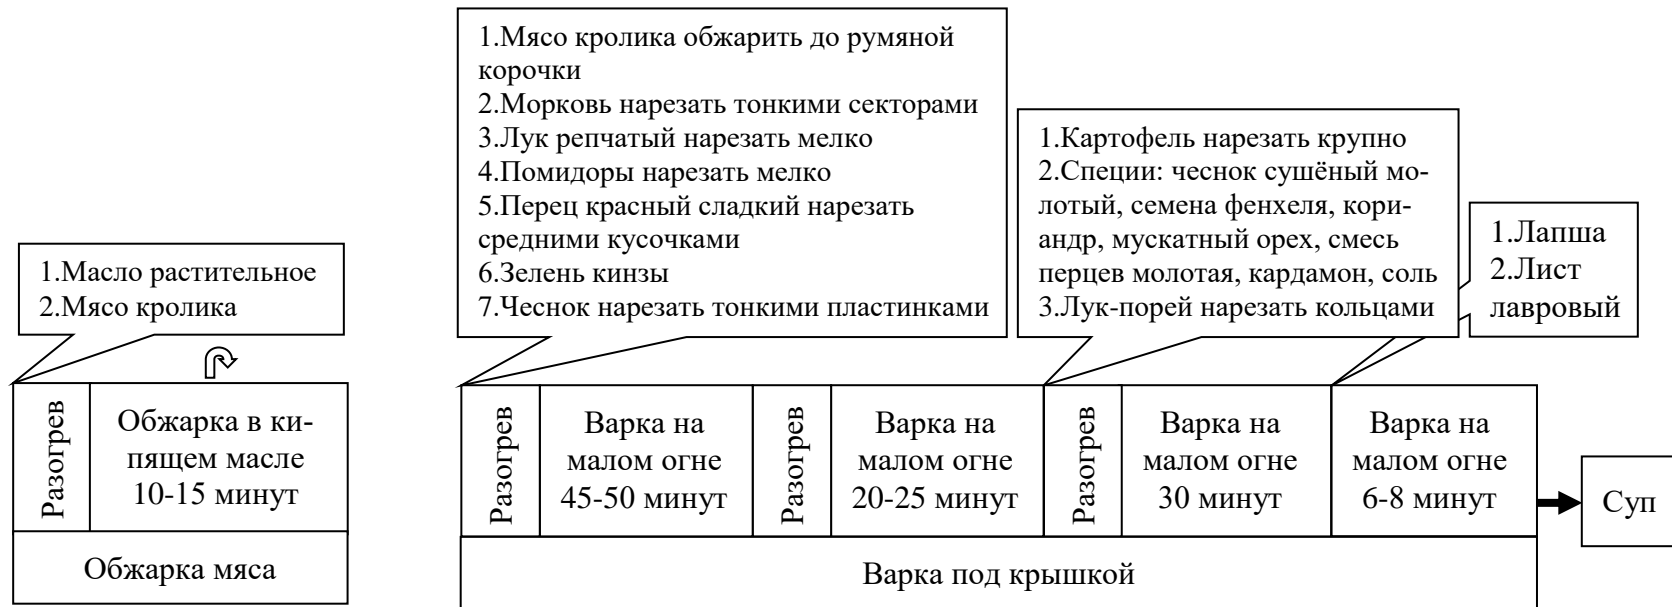 1.Масло растительное
2.Мясо кролика
Разогрев
Обжарка в ки-
пящем масле
10-15 минут
Обжарка мяса
1.Мясо кролика обжарить до румяной
корочки
2.Морковь нарезать тонкими секторами
3.Лук репчатый нарезать мелко
4.Помидоры нарезать мелко
5.Перец красный сладкий нарезать
средними кусочками
6.Зелень кинзы
7.Чеснок нарезать тонкими пластинками
1.Картофель нарезать крупно
2.Специи: чеснок сушёный мо-
лотый, семена фенхеля, кори-
андр, мускатный орех, смесь
перцев молотая, кардамон, соль
3.Лук-порей нарезать кольцами
1.Лапша
2.Лист
лавровый
Разогрев
Варка на
малом огне
45-50 минут
Разогрев
Варка на
малом огне
20-25 минут
Разогрев
Варка на
малом огне
30 минут
Варка на
малом огне
6-8 минут
Суп
Варка под крышкой